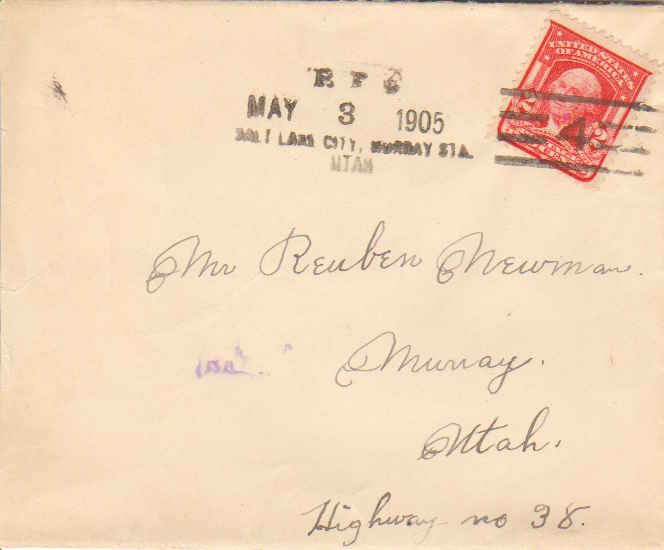 R F D
MAY 3 1905
SALT LAKE CITY, MURRAY STA.
UTAH
UNITED STATES
OF AMERICA
4
Mr Reuben Newman.
Murray.
Utah.
Highway no 38.